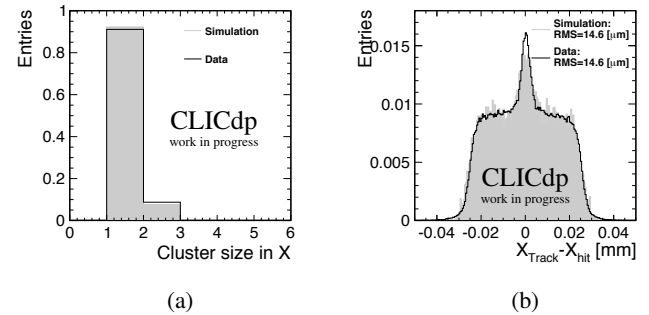 Entries
1
0.8
0.6
0.4
0.2
0
0 1 2 3 4 5 6
Cluster size in X
Simulation
Data
CLICdp
work in progress
(a)
Entries
0.015
0.01
0.005
0
-0.04 -0.02 0 0.02 0.04
X_Track-X_hit [mm]
Simulation:
RMS=14.6 [μm]
Data:
RMS=14.6 [μm]
CLICdp
work in progress
(b)